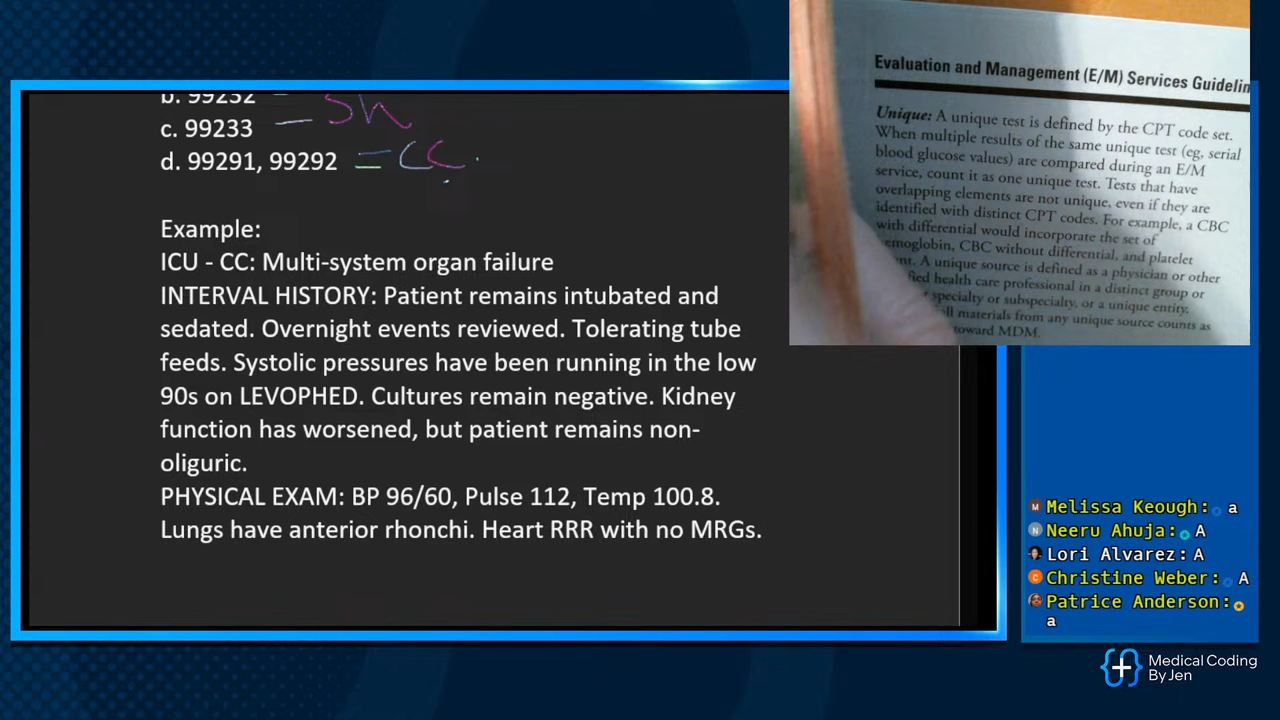 b. 99232
c. 99233
d. 99291, 99292 = CC
Example:
ICU - CC: Multi-system organ failure
INTERVAL HISTORY: Patient remains intubated and
sedated. Overnight events reviewed. Tolerating tube
feeds. Systolic pressures have been running in the low
90s on LEVOPHED. Cultures remain negative. Kidney
function has worsened, but patient remains non-
oliguric.
PHYSICAL EXAM: BP 96/60, Pulse 112, Temp 100.8.
Lungs have anterior rhonchi. Heart RRR with no MRGs.
Evaluation and Management (E/M) Services Guidelin
Unique: A unique test is defined by the CPT code set.
When multiple results of the same unique test (eg, serial
blood glucose values) are compared during an E/M
service, count it as one unique test. Tests that have
overlapping elements are not unique, even if they are
identified with distinct CPT codes. For example, a CBC
with differential would incorporate the set of
emoglobin, CBC without differential, and platelet
A unique source is defined as a physician or other
health care professional in a distinct group or
specialty or subspecialty, or a unique entity.
materials from any unique source counts as
toward MDM.
Melissa Keough: a
Neeru Ahuja: A
Lori Alvarez: A
Christine Weber: A
Patrice Anderson:
a
Medical Coding
By Jen